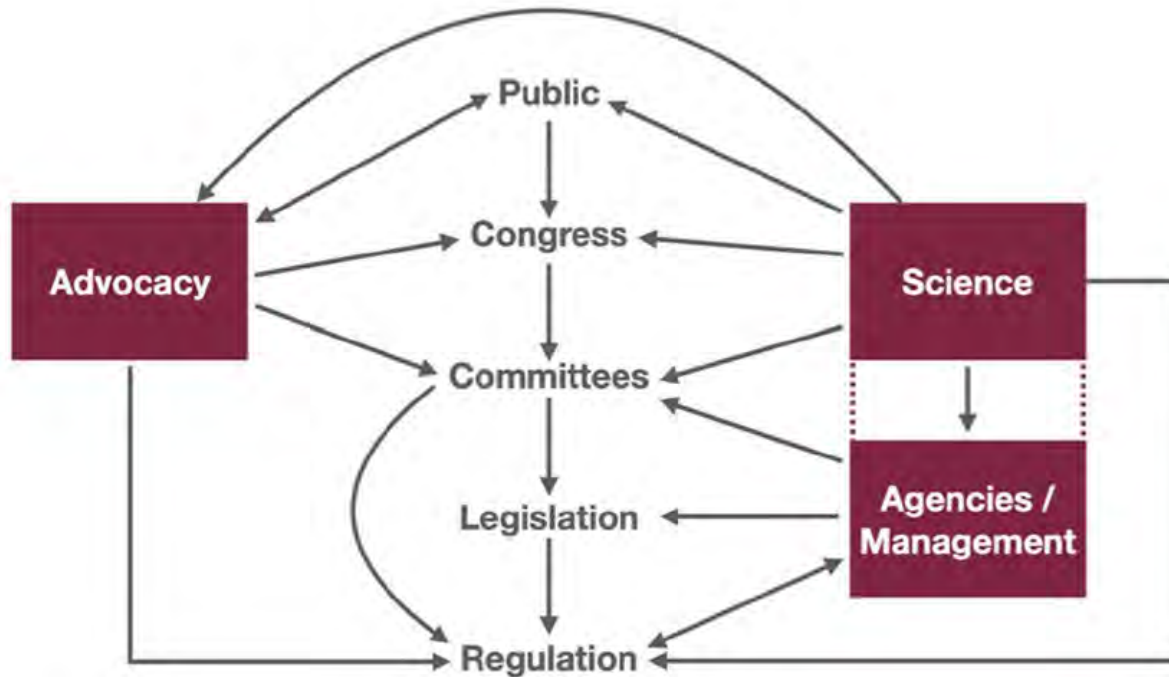 Public
Congress
Advocacy
Science
Committees
Agencies /
Management
Legislation
Regulation